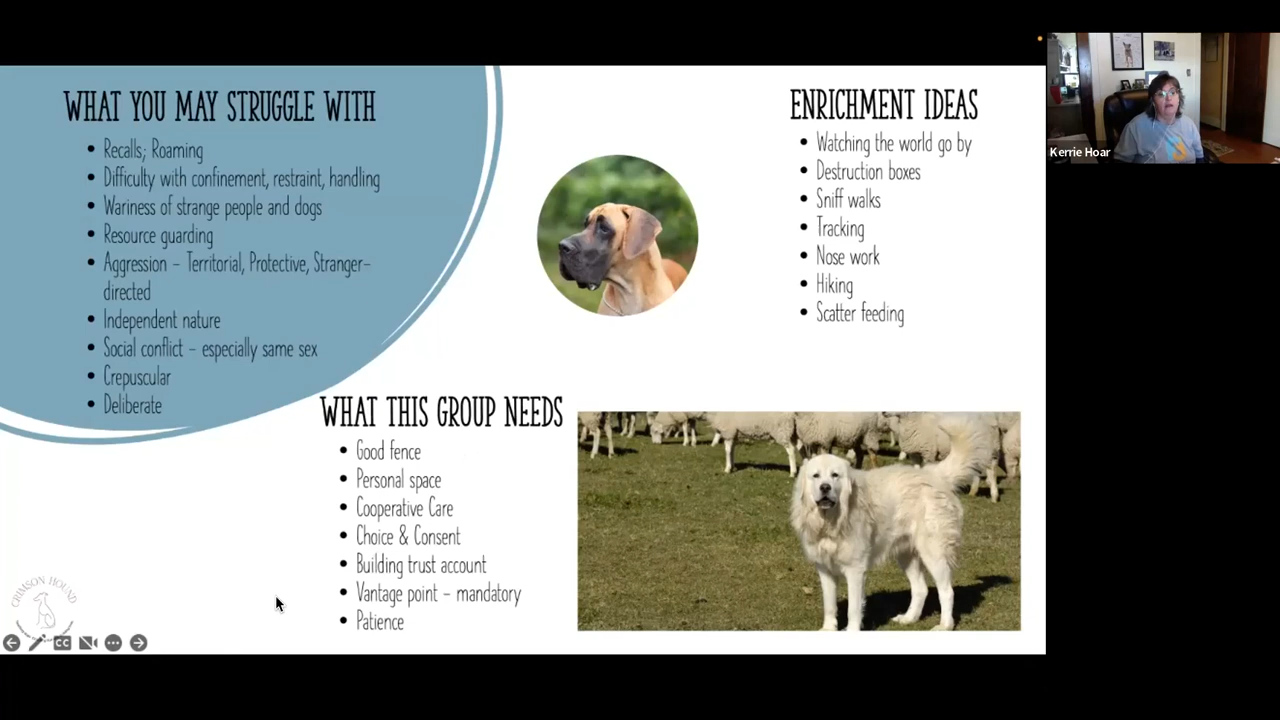 WHAT YOU MAY STRUGGLE WITH
• Recalls; Roaming
• Difficulty with confinement, restraint, handling
• Wariness of strange people and dogs
• Resource guarding
• Aggression – Territorial, Protective, Stranger-
directed
• Independent nature
• Social conflict – especially same sex
• Crepuscular
• Deliberate
ENRICHMENT IDEAS
• Watching the world go by
• Destruction boxes
• Sniff walks
• Tracking
• Nose work
• Hiking
• Scatter feeding
WHAT THIS GROUP NEEDS
• Good fence
• Personal space
• Cooperative Care
• Choice & Consent
• Building trust account
• Vantage point – mandatory
• Patience
Kerrie Hoar
CRIMSON HOUND
CC